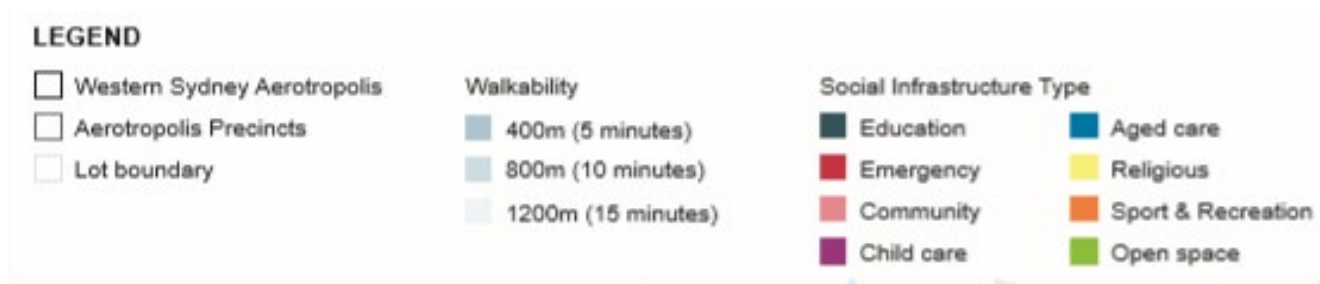 LEGEND
Western Sydney Aerotropolis
Aerotropolis Precincts
Lot boundary
Walkability
400m (5 minutes)
800m (10 minutes)
1200m (15 minutes)
Social Infrastructure Type
Education
Emergency
Community
Child care
Aged care
Religious
Sport & Recreation
Open space